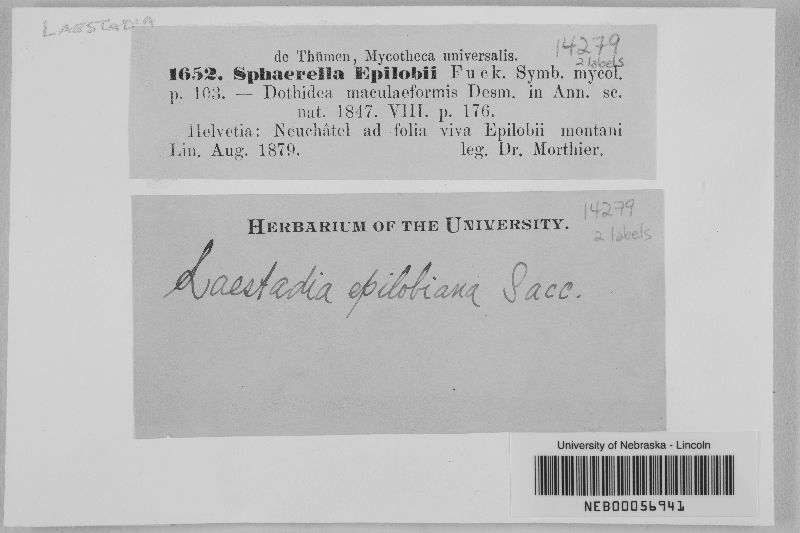 LAESTADIA
de Thümen, Mycotheca universalis.
14279
2 labels
1652. Sphaerella Epilobii Fuck. Symb. mycol.
p. 103. — Dothidea maculaeformis Desm. in Ann. sc.
nat. 1847. VIII. p. 176.
Helvetia: Neuchâtel ad folia viva Epilobii montani
Lin. Aug. 1879. leg. Dr. Morthier.
14279
2 labels
HERBARIUM OF THE UNIVERSITY.
Laestadia epilobiana Sacc.
University of Nebraska - Lincoln
NEB00056941